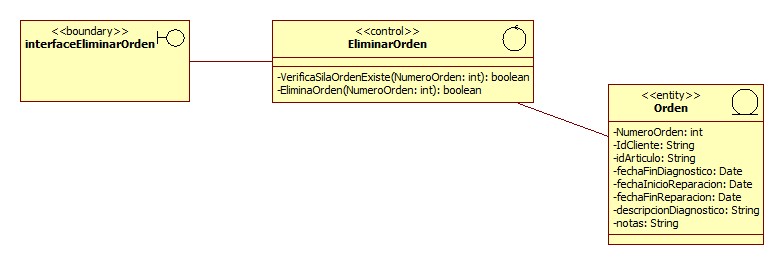 <<boundary>>
interfaceEliminarOrden
<<control>>
EliminarOrden
-VerificaSilaOrdenExiste(NumeroOrden: int): boolean
-EliminaOrden(NumeroOrden: int): boolean
<<entity>>
Orden
-NumeroOrden: int
-IdCliente: String
-idArticulo: String
-fechaFinDiagnostico: Date
-fechaInicioReparacion: Date
-fechaFinReparacion: Date
-descripcionDiagnostico: String
-notas: String